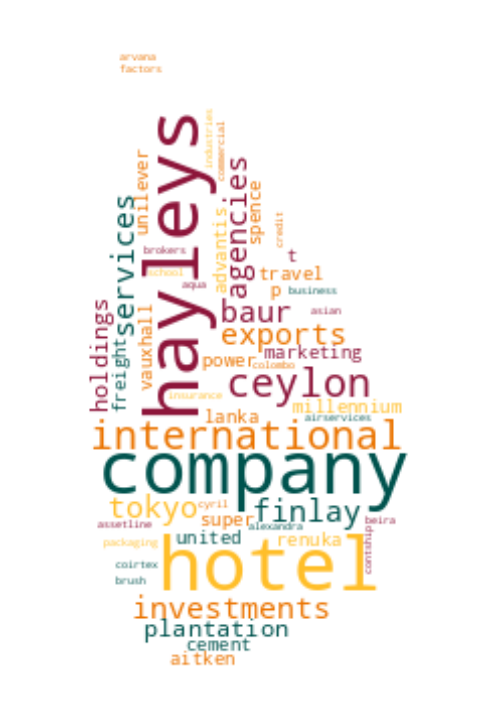 arvana
factors
industries
commercial
hayleys
unilever
agencies
spence
services
advantis
credit
brokers
t
school
travel
aqua
p
business
holdings
freight
vauxhall
baur
asian
exports
marketing
power
colombo
ceylon
insurance
millennium
lanka
airservices
international
company
tokyo
cyril
finlay
super
beira
assetline
alexandra
contship
united
renuka
packaging
hotel
coirtex
brush
investments
plantation
cement
aitken